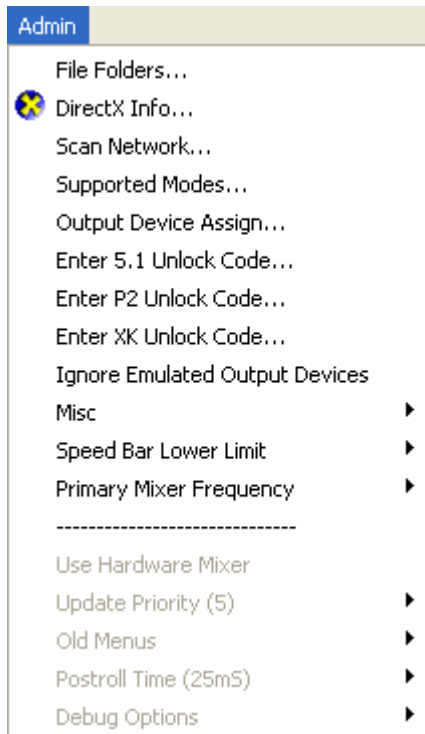 Admin
File Folders...
DirectX Info...
Scan Network...
Supported Modes...
Output Device Assign...
Enter 5.1 Unlock Code...
Enter P2 Unlock Code...
Enter XK Unlock Code...
Ignore Emulated Output Devices
Misc
Speed Bar Lower Limit
Primary Mixer Frequency
------------------------------
Use Hardware Mixer
Update Priority (5)
Old Menus
Postroll Time (25mS)
Debug Options